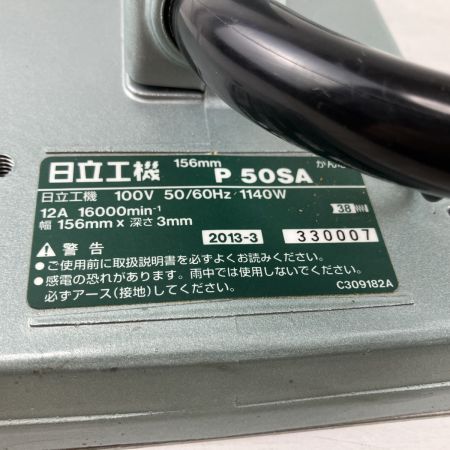 日立工機 156mm P 50SA かんな
日立工機 100V 50/60Hz 1140W
12A 16000min⁻¹ 38
幅 156mm x 深さ3mm
2013-3 330007
⚠ 警告
●ご使用前に取扱説明書を必ずよくお読みください。
●感電の恐れがあります。雨中では使用しないでください。
必ずアース(接地)してください。 C309182A